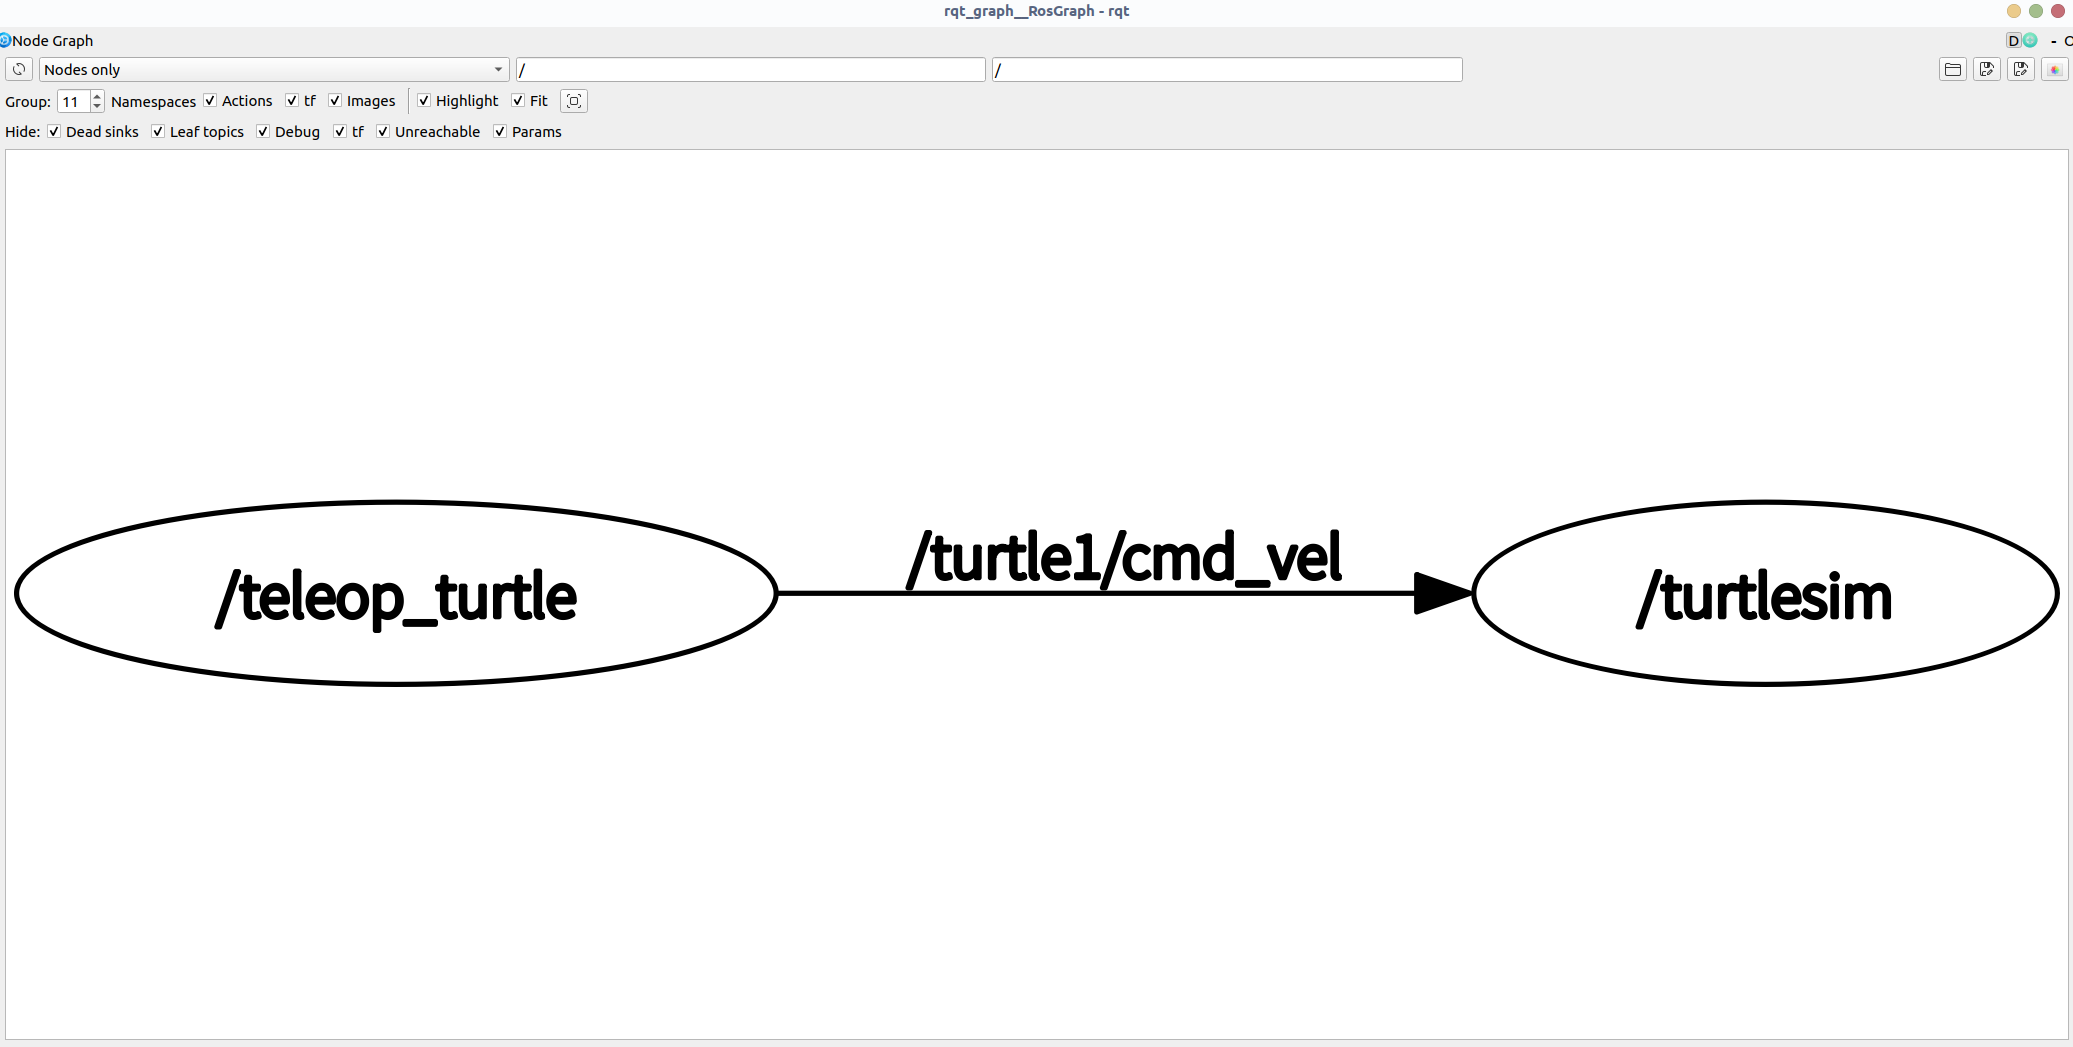 rqt_graph__RosGraph - rqt
Node Graph
D
- O
Nodes only
/
/
Group: 11 Namespaces Actions tf Images Highlight Fit
Hide: Dead sinks Leaf topics Debug tf Unreachable Params
/teleop_turtle
/turtle1/cmd_vel
/turtlesim